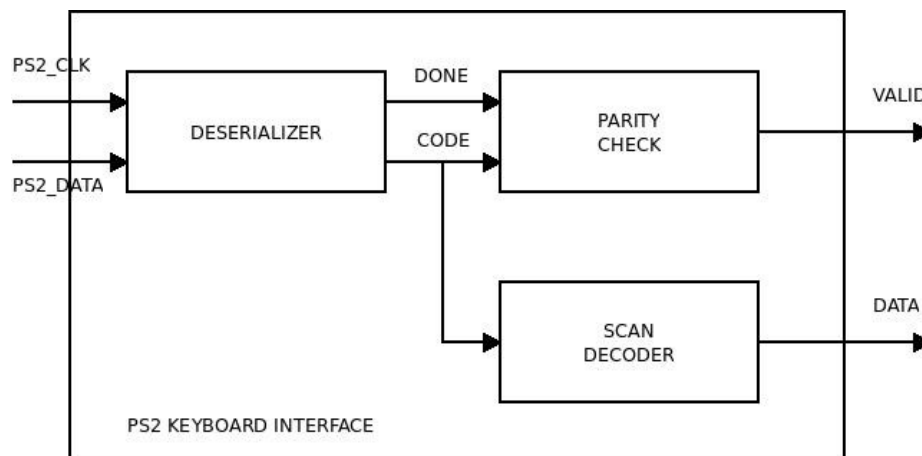 PS2_CLK
DONE
VALID
DESERIALIZER
PARITY
CHECK
CODE
PS2_DATA
DATA
SCAN
DECODER
PS2 KEYBOARD INTERFACE